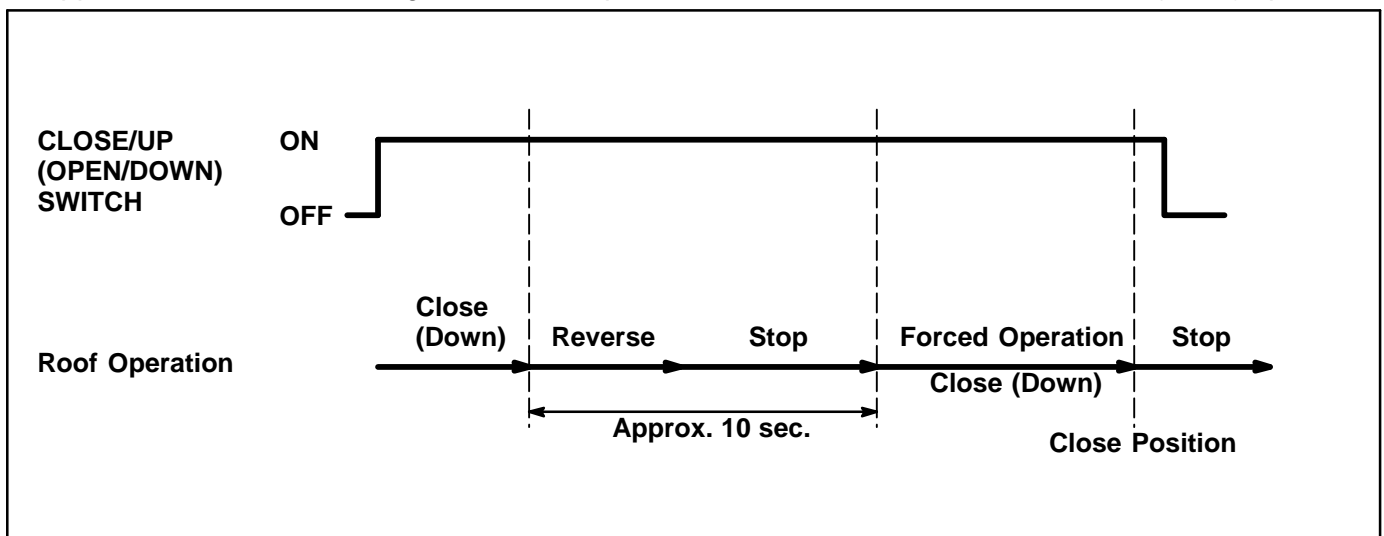 CLOSE/UP
(OPEN/DOWN)
SWITCH
ON
OFF
Roof Operation
Close
(Down)
Reverse
Stop
Forced Operation
Close (Down)
Stop
Approx. 10 sec.
Close Position